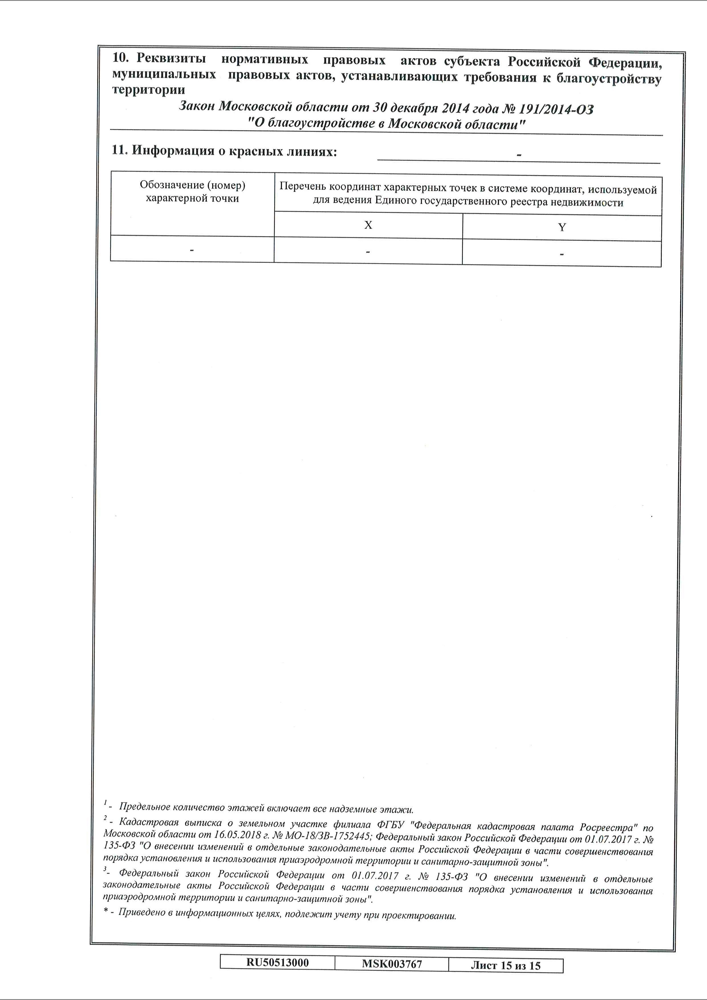 10. Реквизиты нормативных правовых актов субъекта Российской Федерации,
муниципальных правовых актов, устанавливающих требования к благоустройству
территории
Закон Московской области от 30 декабря 2014 года № 191/2014-ОЗ
"О благоустройстве в Московской области"
11. Информация о красных линиях: -
Обозначение (номер)
характерной точки
Перечень координат характерных точек в системе координат, используемой
для ведения Единого государственного реестра недвижимости
X Y
- - -
1 - Предельное количество этажей включает все надземные этажи.
2 - Кадастровая выписка о земельном участке филиала ФГБУ "Федеральная кадастровая палата Росреестра" по
Московской области от 16.05.2018 г. № МО-18/ЗВ-1752445; Федеральный закон Российской Федерации от 01.07.2017 г. №
135-ФЗ "О внесении изменений в отдельные законодательные акты Российской Федерации в части совершенствования
порядка установления и использования приаэродромной территории и санитарно-защитной зоны".
3- Федеральный закон Российской Федерации от 01.07.2017 г. № 135-ФЗ "О внесении изменений в отдельные
законодательные акты Российской Федерации в части совершенствования порядка установления и использования
приаэродромной территории и санитарно-защитной зоны".
* - Приведено в информационных целях, подлежит учету при проектировании.
RU50513000 MSK003767 Лист 15 из 15